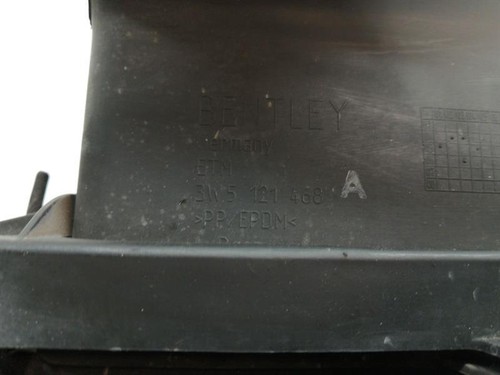 BENTLEY
Germany
3W5 121 468 A
>PP EPDM<